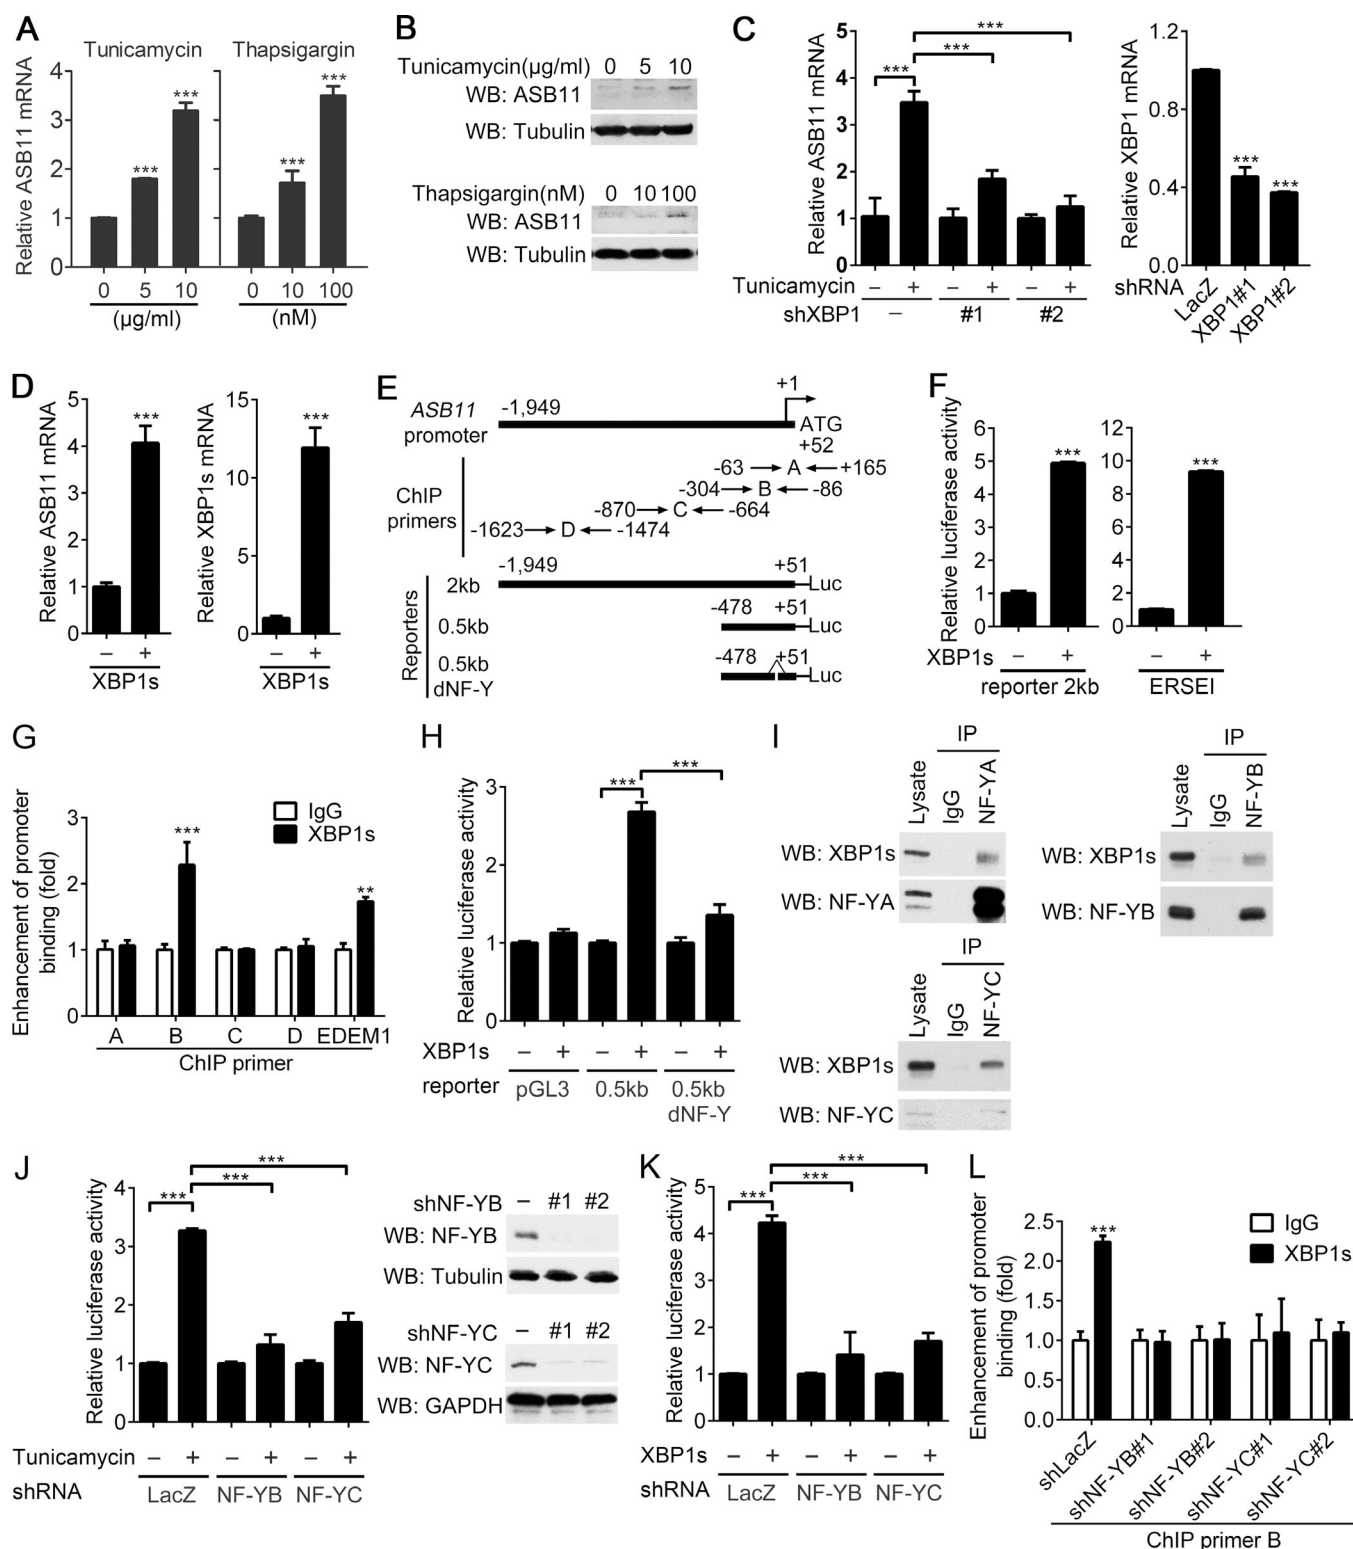 A
Tunicamycin Thapsigargin
Relative ASB11 mRNA
4
3
2
1
0
***
***
***
***
0 5 10 0 10 100
(µg/ml) (nM)
B
Tunicamycin(µg/ml) 0 5 10
WB: ASB11
WB: Tubulin
Thapsigargin(nM) 0 10 100
WB: ASB11
WB: Tubulin
C
Relative ASB11 mRNA
5
4
3
2
1
0
***
***
***
Tunicamycin – + – + – +
shXBP1 – #1 #2
Relative XBP1 mRNA
1.2
0.8
0.4
0.0
***
***
shRNA LacZ XBP1#1 XBP1#2
D
Relative ASB11 mRNA
5
4
3
2
1
0
***
– +
XBP1s
Relative XBP1s mRNA
15
10
5
0
***
– +
XBP1s
E
ASB11 promoter
-1,949 +1
ATG
+52
ChIP primers
-63 A +165
-304 B -86
-870 C -664
-1623 D -1474
Reporters
-1,949 +51
2kb Luc
-478 +51
0.5kb Luc
-478 +51
0.5kb dNF-Y Luc
F
Relative luciferase activity
6
5
4
3
2
1
0
***
12
10
8
6
4
2
0
***
XBP1s – + – +
reporter 2kb ERSEI
G
Enhancement of promoter
binding (fold)
3
2
1
0
IgG
XBP1s
***
**
A B C D EDEM1
ChIP primer
H
Relative luciferase activity
3
2
1
0
***
***
XBP1s – + – + – +
reporter pGL3 0.5kb 0.5kb
dNF-Y
I
IP
Lysate IgG NF-YA
WB: XBP1s
WB: NF-YA
IP
Lysate IgG NF-YB
WB: XBP1s
WB: NF-YB
IP
Lysate IgG NF-YC
WB: XBP1s
WB: NF-YC
J
Relative luciferase activity
4
3
2
1
0
***
***
***
Tunicamycin – + – + – +
shRNA LacZ NF-YB NF-YC
shNF-YB – #1 #2
WB: NF-YB
WB: Tubulin
shNF-YC – #1 #2
WB: NF-YC
WB: GAPDH
K
Relative luciferase activity
5
4
3
2
1
0
***
***
***
XBP1s – + – + – +
shRNA LacZ NF-YB NF-YC
L
Enhancement of promoter
binding (fold)
2.5
2.0
1.5
1.0
0.5
0.0
***
IgG
XBP1s
shLacZ shNF-YB#1 shNF-YB#2 shNF-YC#1 shNF-YC#2
ChIP primer B